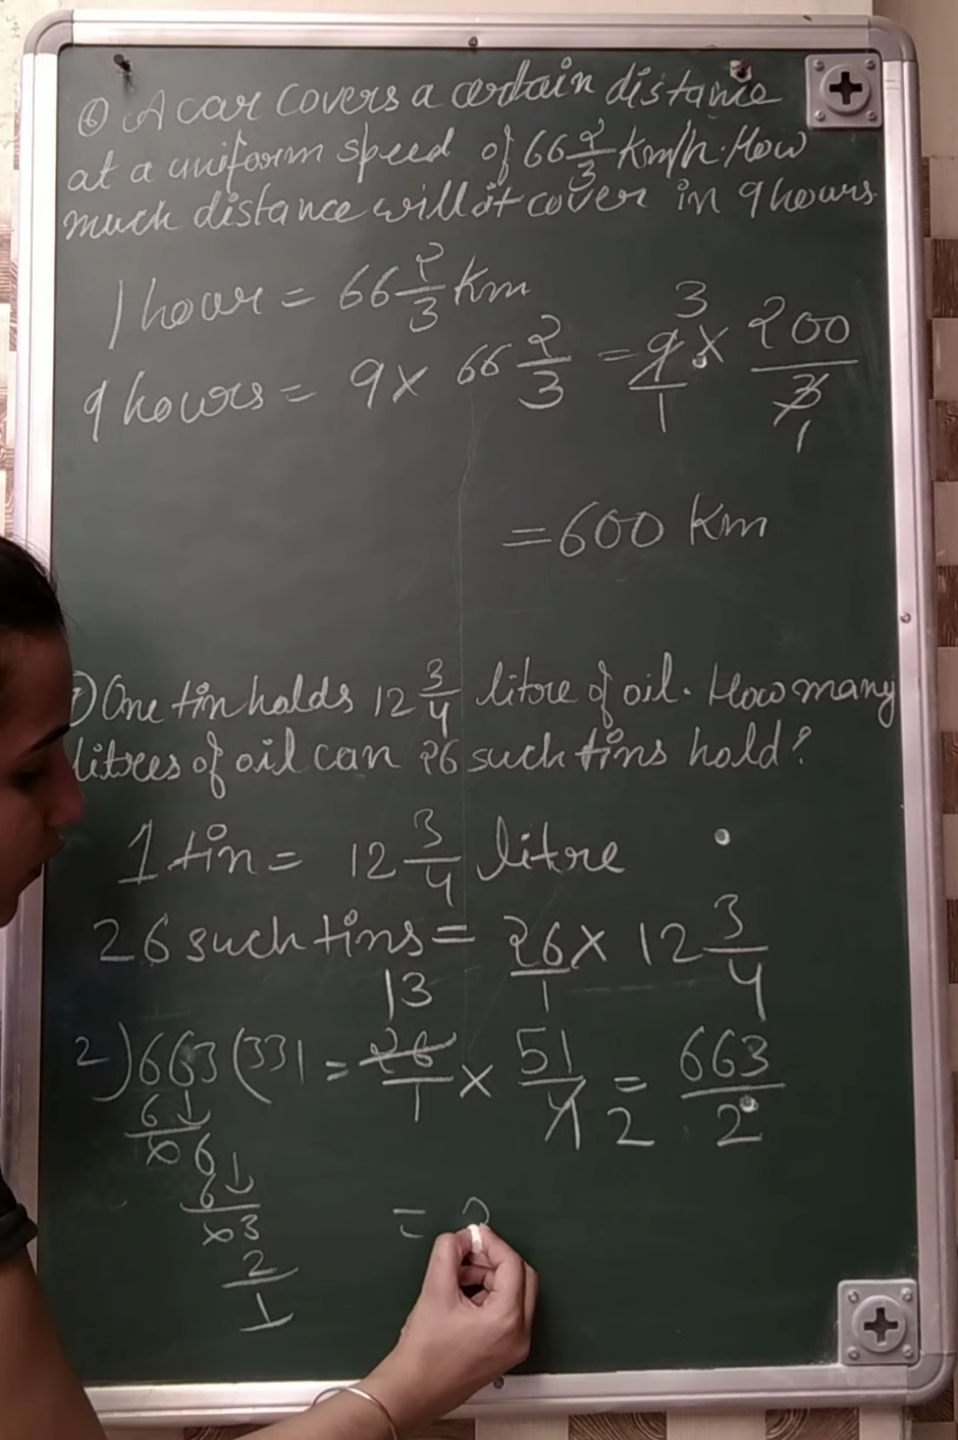 ⑥ A car covers a certain distance
at a uniform speed of 66 2/3 Km/h. How
much distance will it cover in 9 hours.
1 hour = 66 2/3 Km
9 hours = 9 × 66 2/3 = 9/1 × 200/3
3
1
= 600 Km
7) One tin holds 12 3/4 litre of oil. How many
litres of oil can 26 such tins hold?
1 tin = 12 3/4 litre
26 such tins = 26/1 × 12 3/4
13
2)663(331 = 26/1 × 51/4 = 663/2
2
6↓
×6
6↓
×3
2
1
=